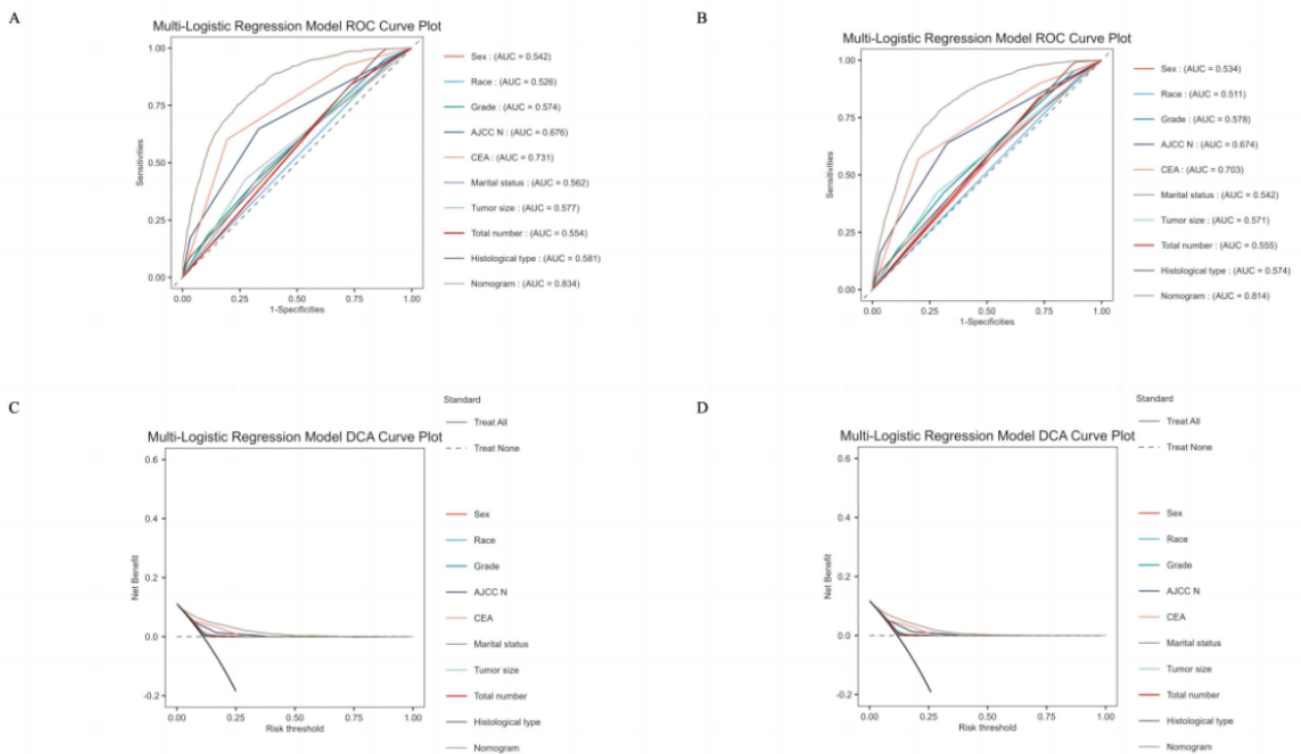 A
Multi-Logistic Regression Model ROC Curve Plot
1.00
0.75
0.50
0.25
0.00
Sensitivities
0.00 0.25 0.50 0.75 1.00
1-Specificities
Sex : (AUC = 0.542)
Race : (AUC = 0.526)
Grade : (AUC = 0.574)
AJCC N : (AUC = 0.676)
CEA : (AUC = 0.731)
Marital status : (AUC = 0.562)
Tumor size : (AUC = 0.577)
Total number : (AUC = 0.554)
Histological type : (AUC = 0.581)
Nomogram : (AUC = 0.834)
B
Multi-Logistic Regression Model ROC Curve Plot
1.00
0.75
0.50
0.25
0.00
Sensitivities
0.00 0.25 0.50 0.75 1.00
1-Specificities
Sex : (AUC = 0.534)
Race : (AUC = 0.511)
Grade : (AUC = 0.578)
AJCC N : (AUC = 0.674)
CEA : (AUC = 0.703)
Marital status : (AUC = 0.542)
Tumor size : (AUC = 0.571)
Total number : (AUC = 0.555)
Histological type : (AUC = 0.574)
Nomogram : (AUC = 0.814)
C
Multi-Logistic Regression Model DCA Curve Plot
0.6
0.4
0.2
0.0
-0.2
Net Benefit
0.00 0.25 0.50 0.75 1.00
Risk threshold
Standard
Treat All
Treat None
Sex
Race
Grade
AJCC N
CEA
Marital status
Tumor size
Total number
Histological type
Nomogram
D
Multi-Logistic Regression Model DCA Curve Plot
0.6
0.4
0.2
0.0
-0.2
Net Benefit
0.00 0.25 0.50 0.75 1.00
Risk threshold
Standard
Treat All
Treat None
Sex
Race
Grade
AJCC N
CEA
Marital status
Tumor size
Total number
Histological type
Nomogram